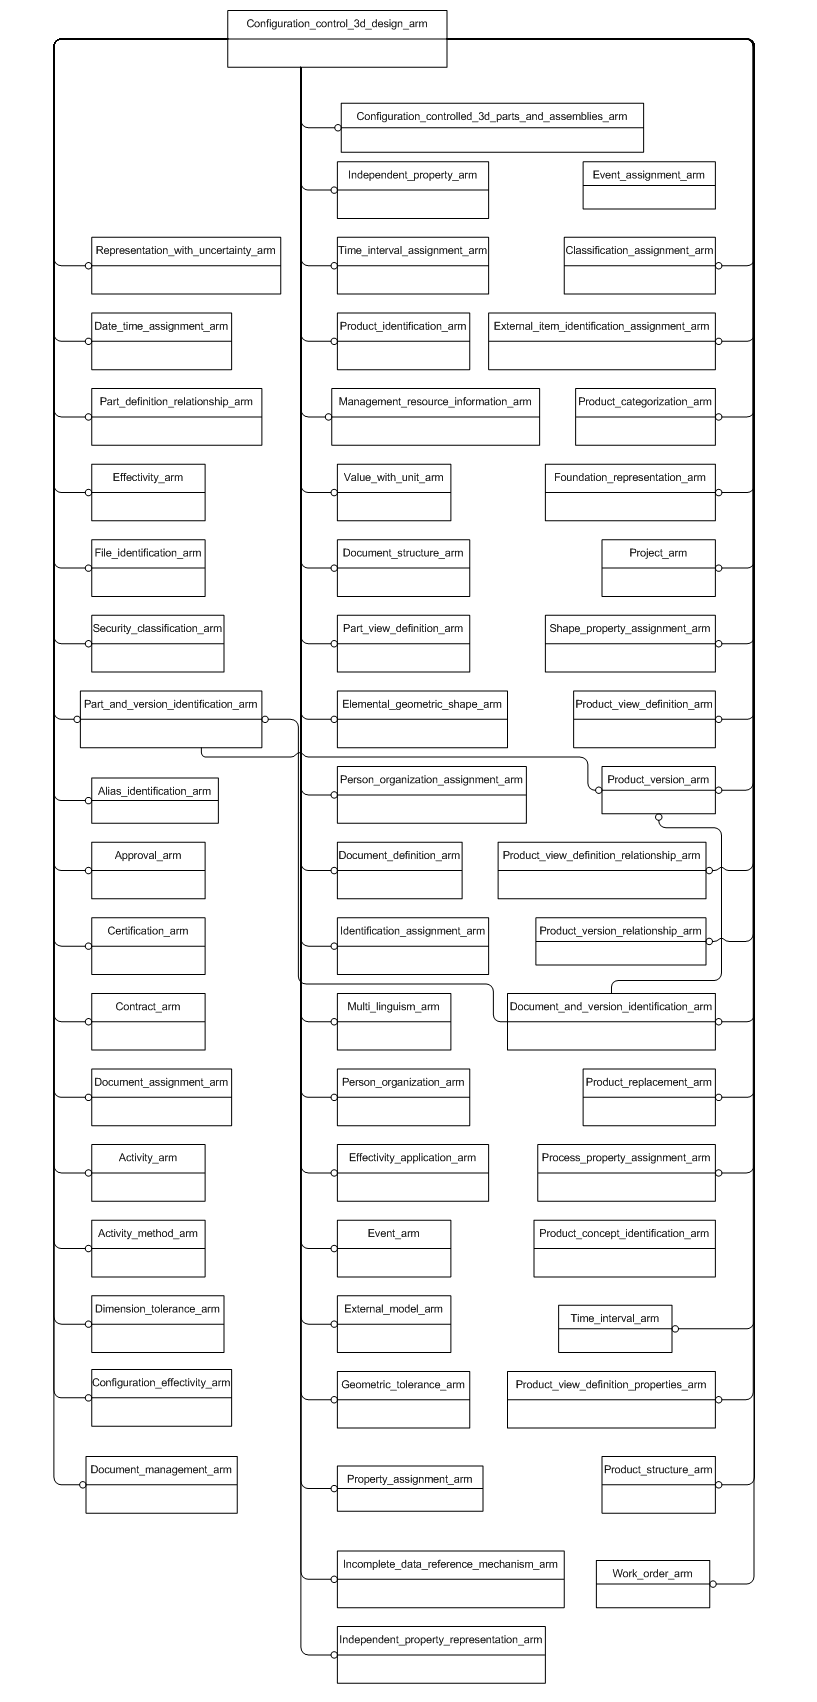 Configuration_control_3d_design_arm
Configuration_controlled_3d_parts_and_assemblies_arm
Independent_property_arm
Event_assignment_arm
Representation_with_uncertainty_arm
Time_interval_assignment_arm
Classification_assignment_arm
Date_time_assignment_arm
Product_identification_arm
External_item_identification_assignment_arm
Part_definition_relationship_arm
Management_resource_information_arm
Product_categorization_arm
Effectivity_arm
Value_with_unit_arm
Foundation_representation_arm
File_identification_arm
Document_structure_arm
Project_arm
Security_classification_arm
Part_view_definition_arm
Shape_property_assignment_arm
Part_and_version_identification_arm
Elemental_geometric_shape_arm
Product_view_definition_arm
Alias_identification_arm
Person_organization_assignment_arm
Product_version_arm
Approval_arm
Document_definition_arm
Product_view_definition_relationship_arm
Certification_arm
Identification_assignment_arm
Product_version_relationship_arm
Contract_arm
Multi_linguism_arm
Document_and_version_identification_arm
Document_assignment_arm
Person_organization_arm
Product_replacement_arm
Activity_arm
Effectivity_application_arm
Process_property_assignment_arm
Activity_method_arm
Event_arm
Product_concept_identification_arm
Dimension_tolerance_arm
External_model_arm
Time_interval_arm
Configuration_effectivity_arm
Geometric_tolerance_arm
Product_view_definition_properties_arm
Document_management_arm
Property_assignment_arm
Product_structure_arm
Incomplete_data_reference_mechanism_arm
Work_order_arm
Independent_property_representation_arm